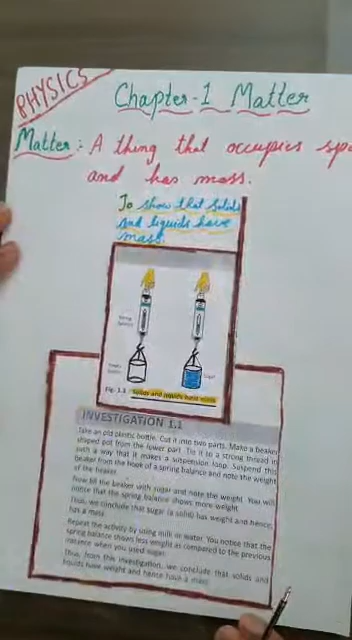 PHYSICS
Chapter-1 Matter
Matter: A thing that occupies spa
and has mass.
To show that Solids
and liquids have
mass.
Fig. 1.3 Solids and liquids have mass
INVESTIGATION 1.1
Take an old plastic bottle. Cut it into two parts. Make a beaker
shaped pot from the lower part. Tie it to a strong thread in
such a way that it makes a suspension loop. Suspend this
beaker from the hook of a spring balance and note the weight
of the beaker.
Now fill the beaker with sugar and note the weight. You will
notice that the spring balance shows more weight.
Thus, we conclude that sugar (a solid) has weight and hence,
has a mass.
Repeat the activity by using milk or water. You notice that the
spring balance shows less weight as compared to the previous
instance when you used sugar.
Thus, from this investigation, we conclude that solids and
liquids have weight and hence have a mass.